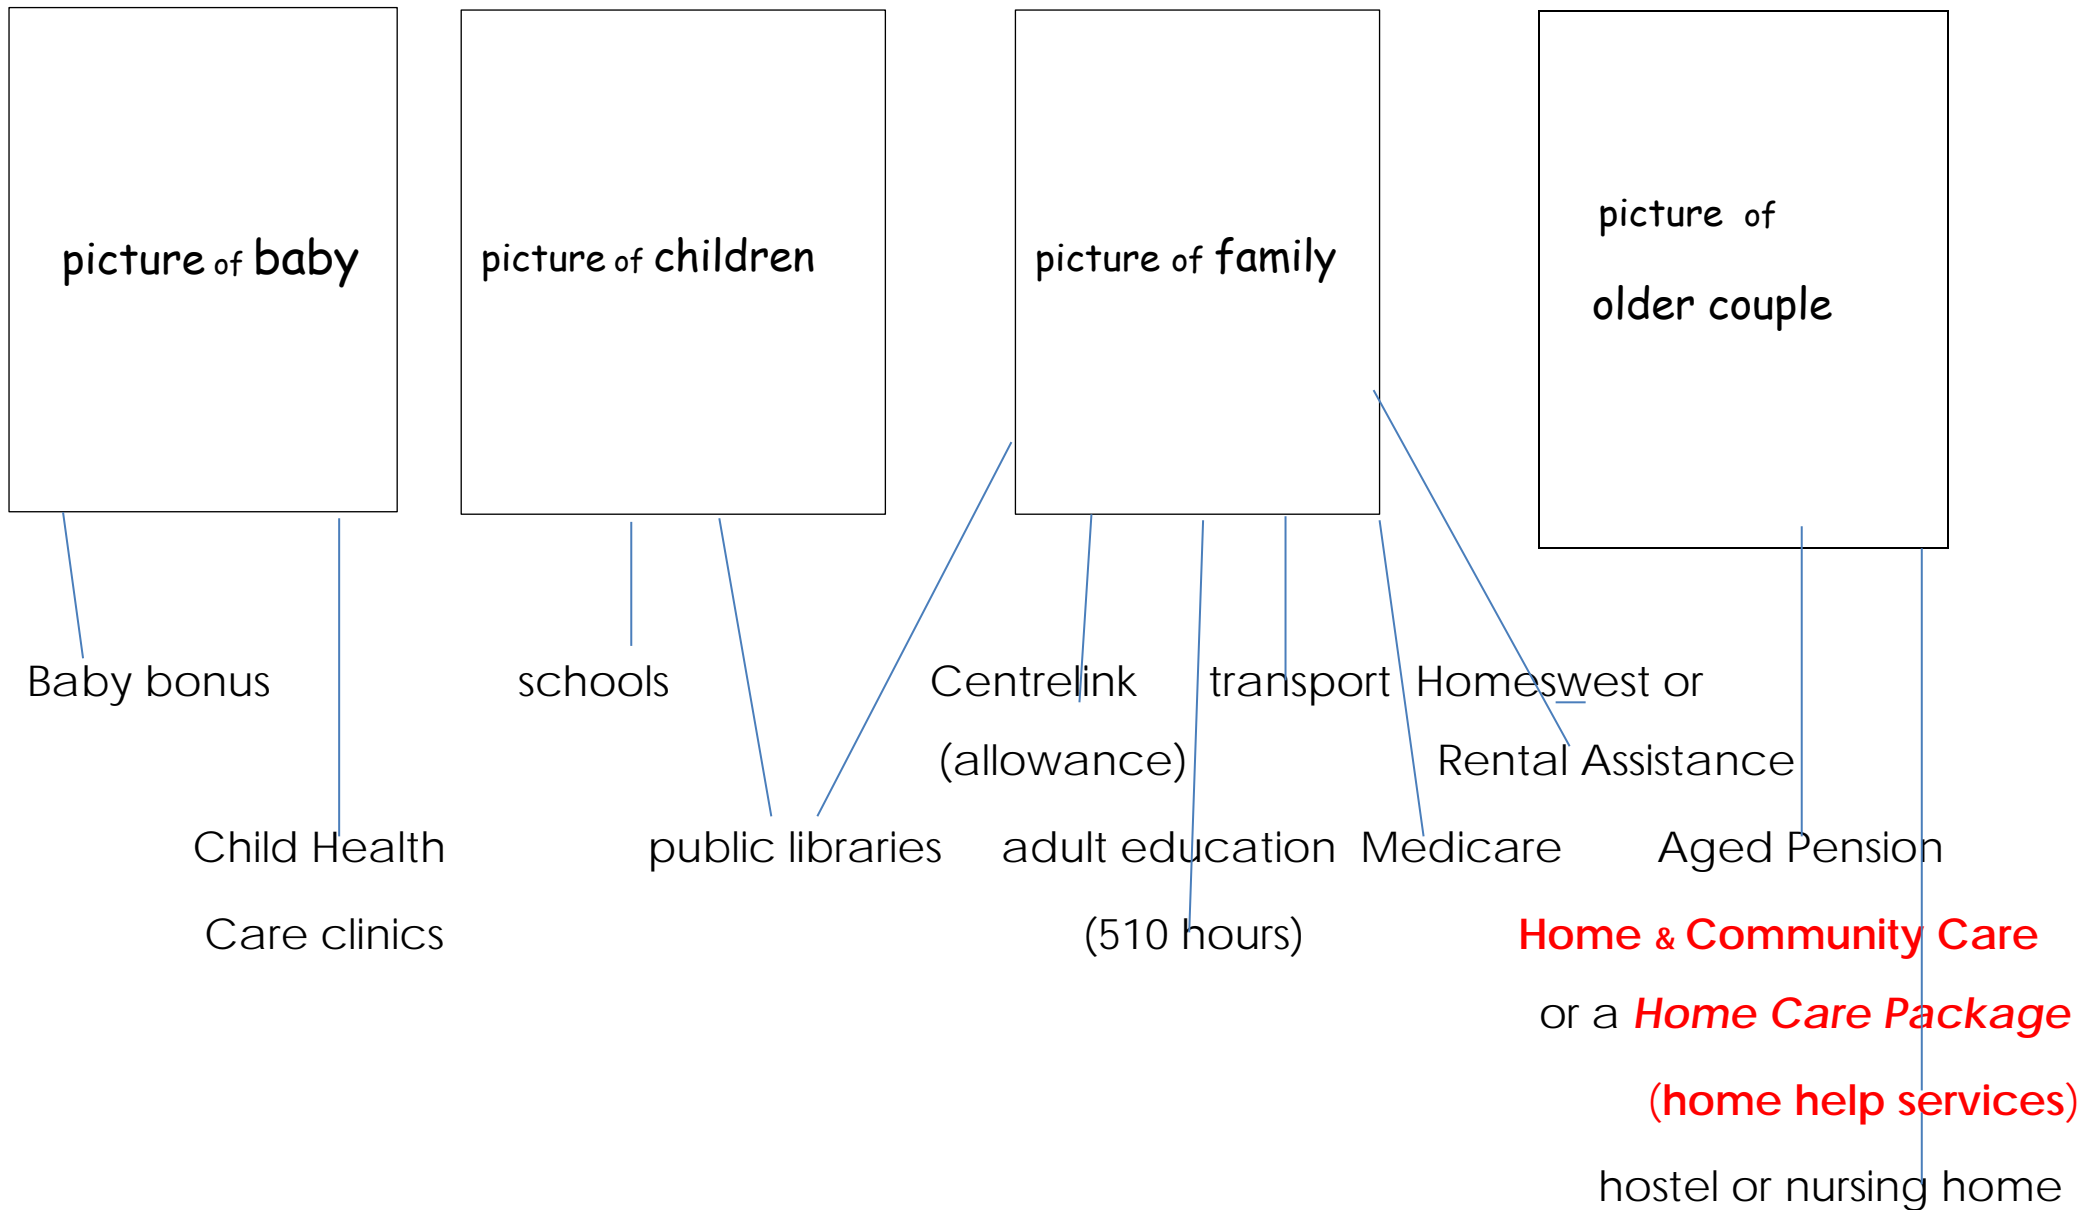 picture of baby
picture of children
picture of family
picture of
older couple
Baby bonus
schools
Centrelink
transport
Homeswest or
(allowance)
Rental Assistance
Child Health
public libraries
adult education
Medicare
Aged Pension
Care clinics
(510 hours)
Home & Community Care
or a Home Care Package
(home help services)
hostel or nursing home